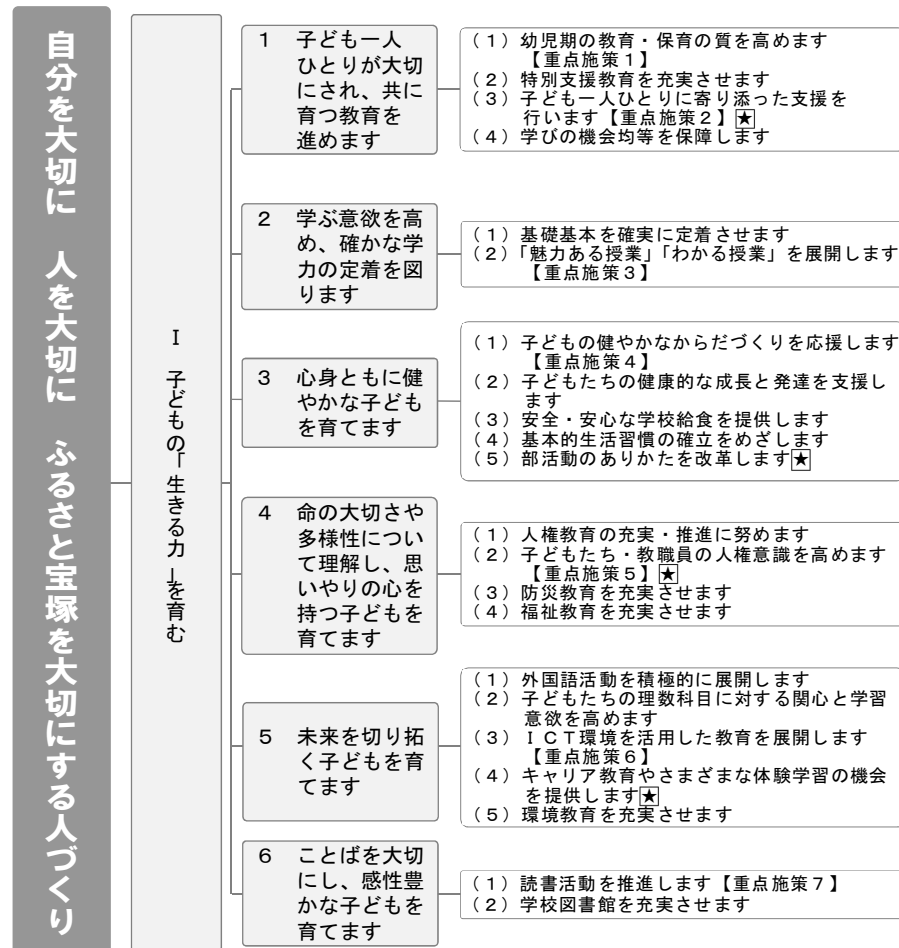 自分を大切に　人を大切に　ふるさと宝塚を大切にする人づくり
Ⅰ　子どもの「生きる力」を育む
１　子ども一人
ひとりが大切
にされ、共に
育つ教育を
進めます
（１）幼児期の教育・保育の質を高めます
【重点施策１】
（２）特別支援教育を充実させます
（３）子ども一人ひとりに寄り添った支援を
行います【重点施策２】★
（４）学びの機会均等を保障します
２　学ぶ意欲を高
め、確かな学
力の定着を図
ります
（１）基礎基本を確実に定着させます
（２）「魅力ある授業」「わかる授業」を展開します
【重点施策３】
３　心身ともに健
やかな子ども
を育てます
（１）子どもの健やかなからだづくりを応援します
【重点施策４】
（２）子どもたちの健康的な成長と発達を支援し
ます
（３）安全・安心な学校給食を提供します
（４）基本的生活習慣の確立をめざします
（５）部活動のありかたを改革します★
４　命の大切さや
多様性につい
て理解し、思
いやりの心を
持つ子どもを
育てます
（１）人権教育の充実・推進に努めます
（２）子どもたち・教職員の人権意識を高めます
【重点施策５】★
（３）防災教育を充実させます
（４）福祉教育を充実させます
５　未来を切り拓
く子どもを育
てます
（１）外国語活動を積極的に展開します
（２）子どもたちの理数科目に対する関心と学習
意欲を高めます
（３）ＩＣＴ環境を活用した教育を展開します
【重点施策６】
（４）キャリア教育やさまざまな体験学習の機会
を提供します★
（５）環境教育を充実させます
６　ことばを大切
にし、感性豊
かな子どもを
育てます
（１）読書活動を推進します【重点施策７】
（２）学校図書館を充実させます